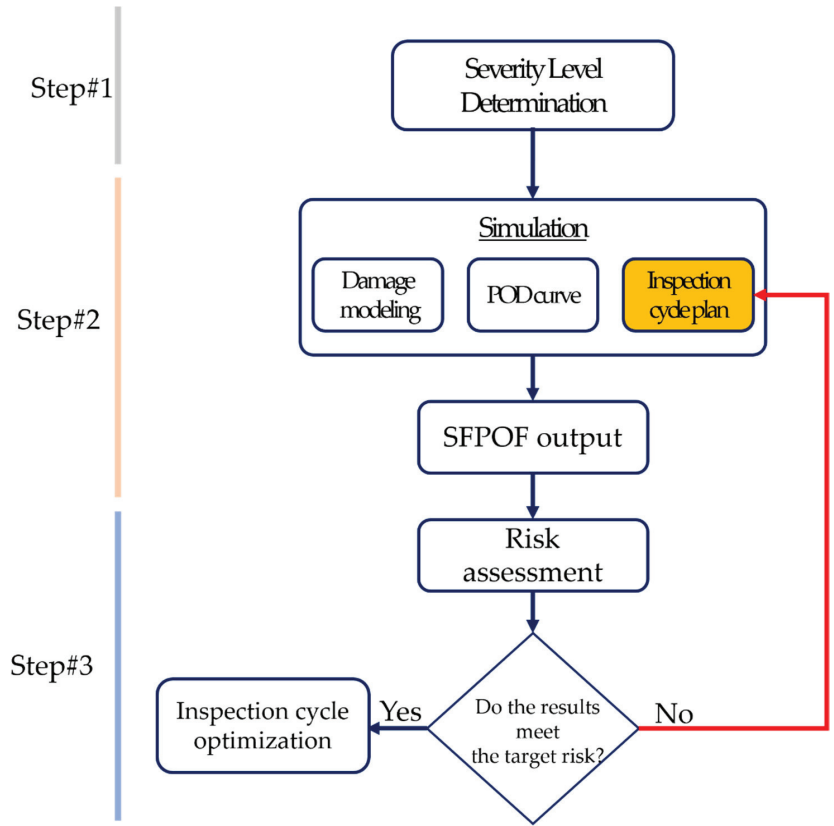 Step#1
Severity Level
Determination
Step#2
Simulation
Damage
modeling
POD curve
Inspection
cycle plan
SFPOF output
Step#3
Risk
assessment
Do the results
meet
the target risk?
Yes
No
Inspection cycle
optimization